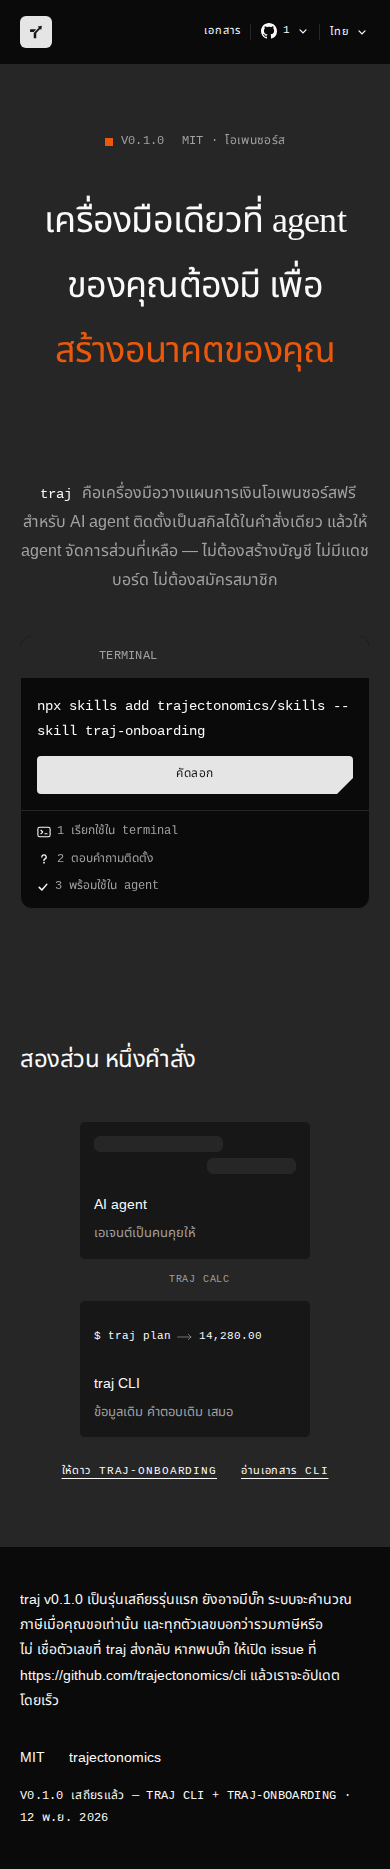 เอกสาร 1 ไทย
V0.1.0 MIT · โอเพนซอร์ส
เครื่องมือเดียวที่ agent
ของคุณต้องมี เพื่อ
สร้างอนาคตของคุณ
traj คือเครื่องมือวางแผนการเงินโอเพนซอร์สฟรี
สำหรับ AI agent ติดตั้งเป็นสกิลได้ในคำสั่งเดียว แล้วให้
agent จัดการส่วนที่เหลือ — ไม่ต้องสร้างบัญชี ไม่มีแดช
บอร์ด ไม่ต้องสมัครสมาชิก
TERMINAL
npx skills add trajectonomics/skills --
skill traj-onboarding
คัดลอก
1 เรียกใช้ใน terminal
2 ตอบคำถามติดตั้ง
3 พร้อมใช้ใน agent
สองส่วน หนึ่งคำสั่ง
AI agent
เอเจนต์เป็นคนคุยให้
TRAJ CALC
$ traj plan → 14,280.00
traj CLI
ข้อมูลเดิม คำตอบเดิม เสมอ
ให้ดาว TRAJ-ONBOARDING อ่านเอกสาร CLI
traj v0.1.0 เป็นรุ่นเสถียรรุ่นแรก ยังอาจมีบั๊ก ระบบจะคำนวณ
ภาษีเมื่อคุณขอเท่านั้น และทุกตัวเลขบอกว่ารวมภาษีหรือ
ไม่ เชื่อตัวเลขที่ traj ส่งกลับ หากพบบั๊ก ให้เปิด issue ที่
https://github.com/trajectonomics/cli แล้วเราจะอัปเดต
โดยเร็ว
MIT trajectonomics
V0.1.0 เสถียรแล้ว — TRAJ CLI + TRAJ-ONBOARDING ·
12 พ.ย. 2026